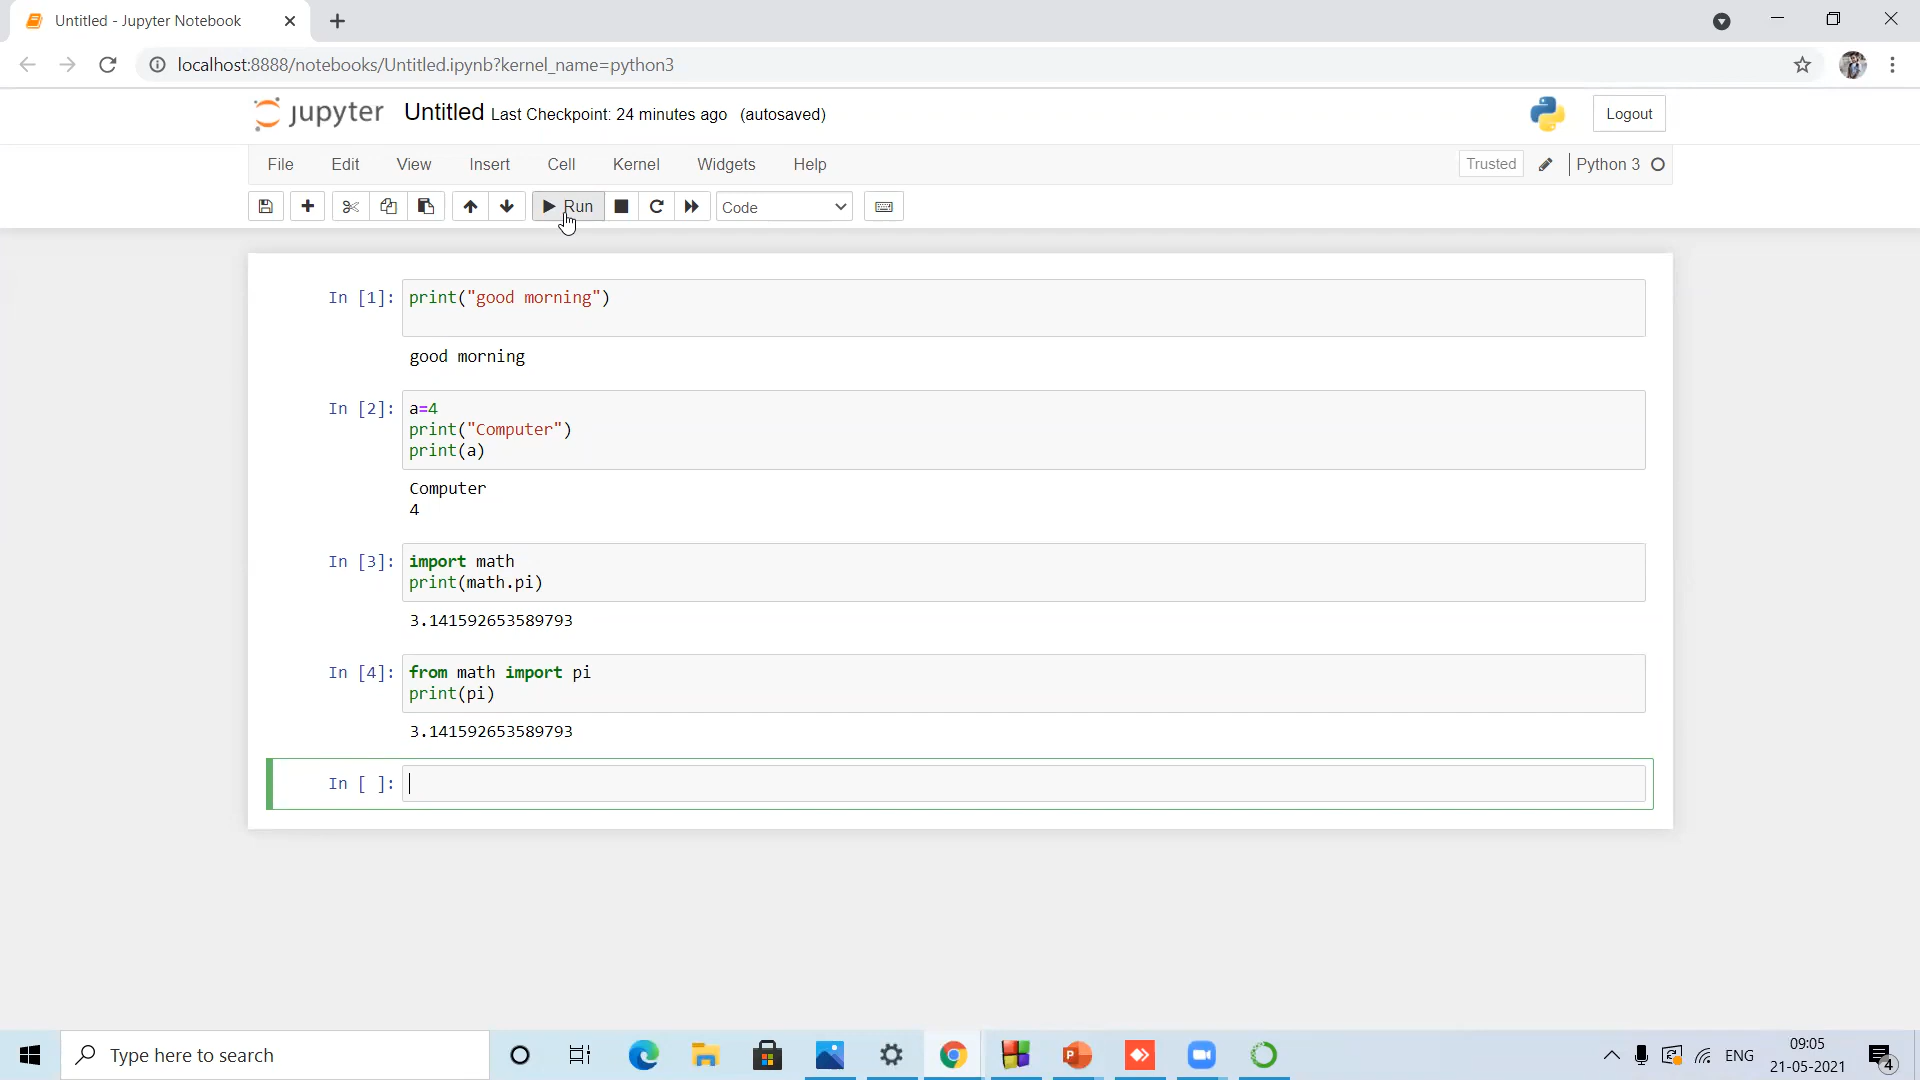 Untitled - Jupyter Notebook
localhost:8888/notebooks/Untitled.ipynb?kernel_name=python3
jupyter Untitled Last Checkpoint: 24 minutes ago (autosaved)
Logout
File Edit View Insert Cell Kernel Widgets Help
Trusted Python 3
Run Code
In [1]: print("good morning")
good morning
In [2]: a=4
print("Computer")
print(a)
Computer
4
In [3]: import math
print(math.pi)
3.141592653589793
In [4]: from math import pi
print(pi)
3.141592653589793
In [ ]:
Type here to search
ENG
09:05
21-05-2021
4